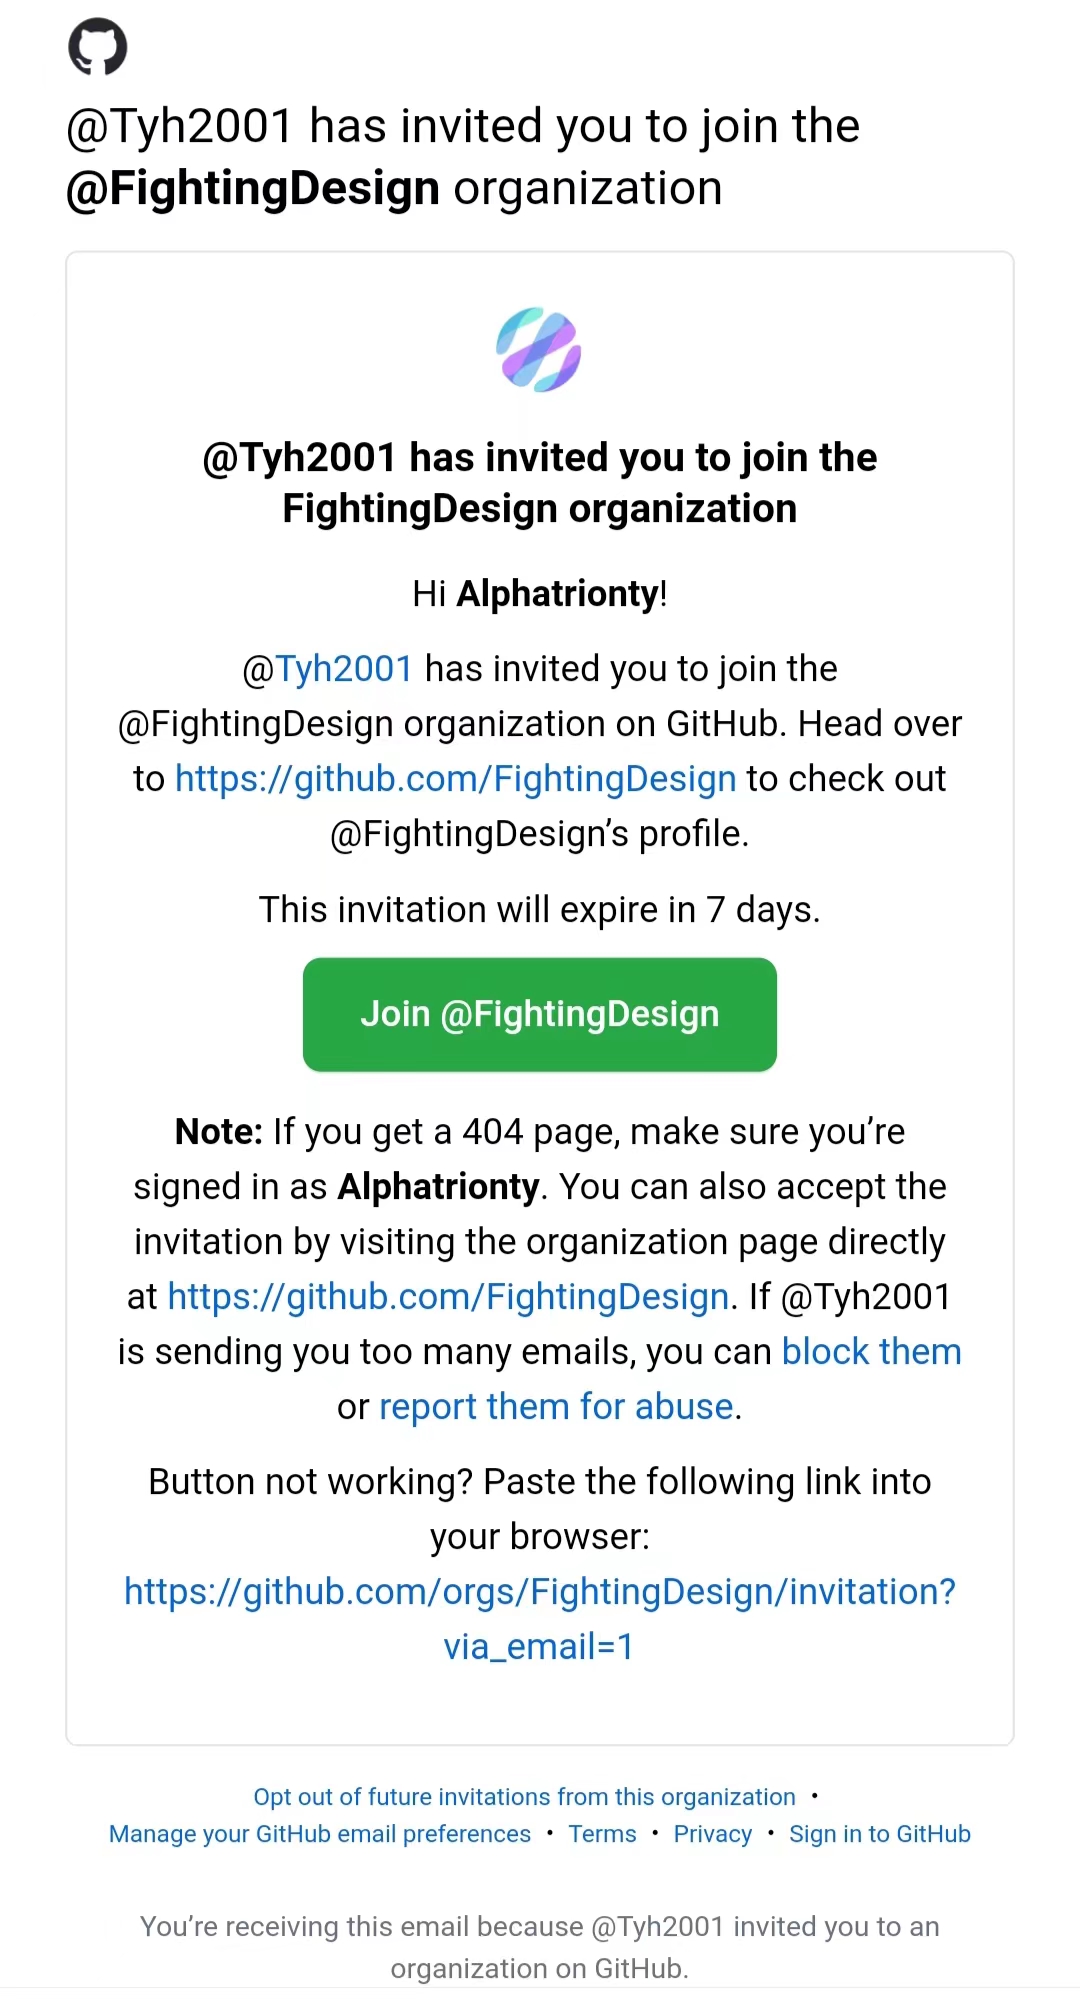 @Tyh2001 has invited you to join the
@FightingDesign organization
@Tyh2001 has invited you to join the
FightingDesign organization
Hi Alphatrionty!
@Tyh2001 has invited you to join the
@FightingDesign organization on GitHub. Head over
to https://github.com/FightingDesign to check out
@FightingDesign’s profile.
This invitation will expire in 7 days.
Join @FightingDesign
Note: If you get a 404 page, make sure you’re
signed in as Alphatrionty. You can also accept the
invitation by visiting the organization page directly
at https://github.com/FightingDesign. If @Tyh2001
is sending you too many emails, you can block them
or report them for abuse.
Button not working? Paste the following link into
your browser:
https://github.com/orgs/FightingDesign/invitation?
via_email=1
Opt out of future invitations from this organization •
Manage your GitHub email preferences • Terms • Privacy • Sign in to GitHub
You’re receiving this email because @Tyh2001 invited you to an
organization on GitHub.